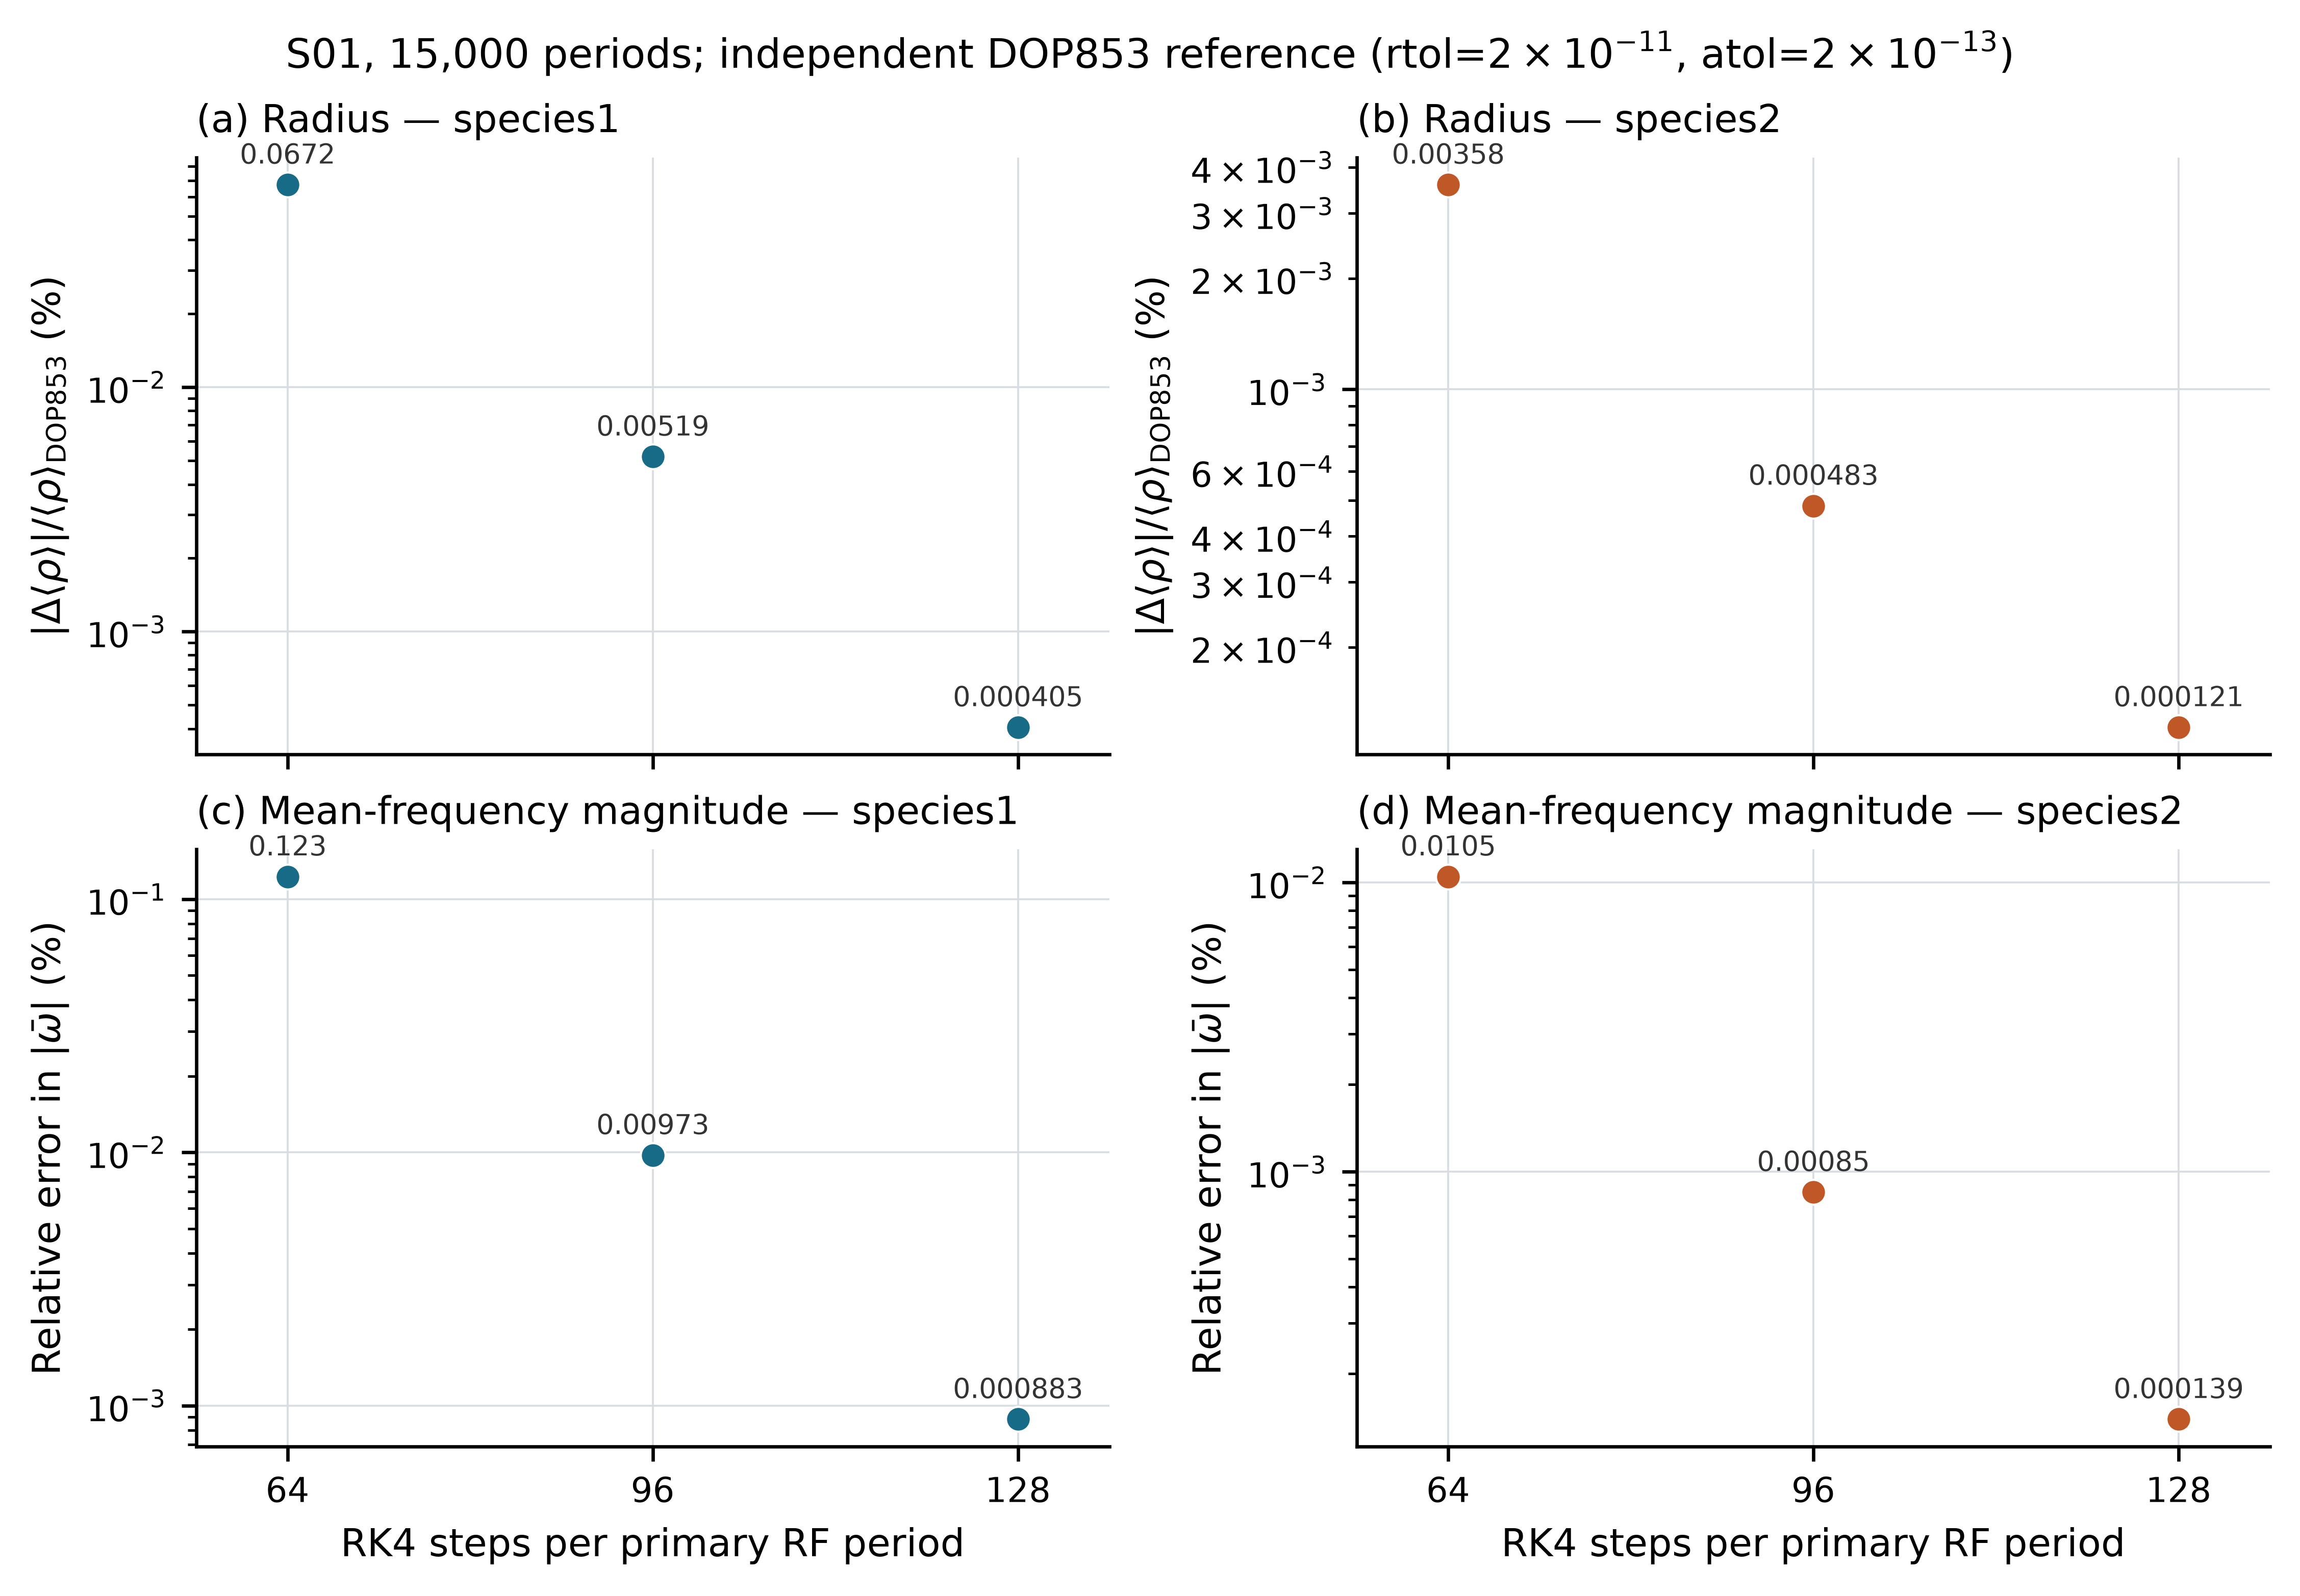 S01, 15,000 periods; independent DOP853 reference (rtol=2 × 10⁻¹¹, atol=2 × 10⁻¹³)
(a) Radius — species1
0.0672
10⁻²
0.00519
10⁻³
0.000405
|Δ⟨ρ⟩|/⟨ρ⟩DOP853 (%)
(b) Radius — species2
0.00358
4 × 10⁻³
3 × 10⁻³
2 × 10⁻³
10⁻³
6 × 10⁻⁴
0.000483
4 × 10⁻⁴
3 × 10⁻⁴
2 × 10⁻⁴
0.000121
|Δ⟨ρ⟩|/⟨ρ⟩DOP853 (%)
(c) Mean-frequency magnitude — species1
0.123
10⁻¹
0.00973
10⁻²
0.000883
10⁻³
Relative error in |ω̄| (%)
64 96 128
RK4 steps per primary RF period
(d) Mean-frequency magnitude — species2
0.0105
10⁻²
0.00085
10⁻³
0.000139
Relative error in |ω̄| (%)
64 96 128
RK4 steps per primary RF period